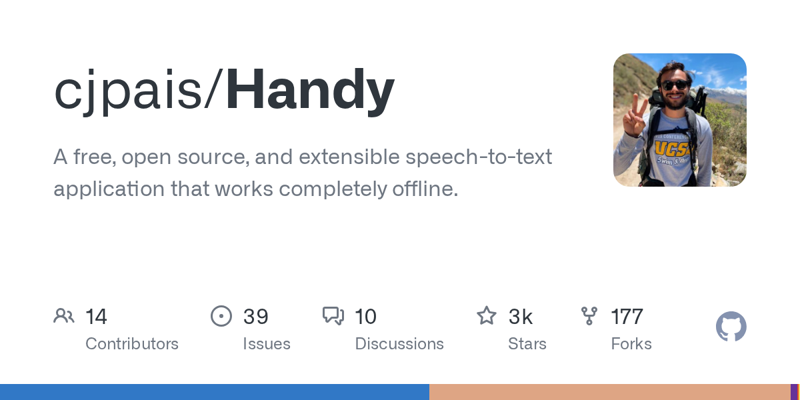 cjpais/Handy
A free, open source, and extensible speech-to-text
application that works completely offline.
UCSB
14
Contributors
39
Issues
10
Discussions
3k
Stars
177
Forks